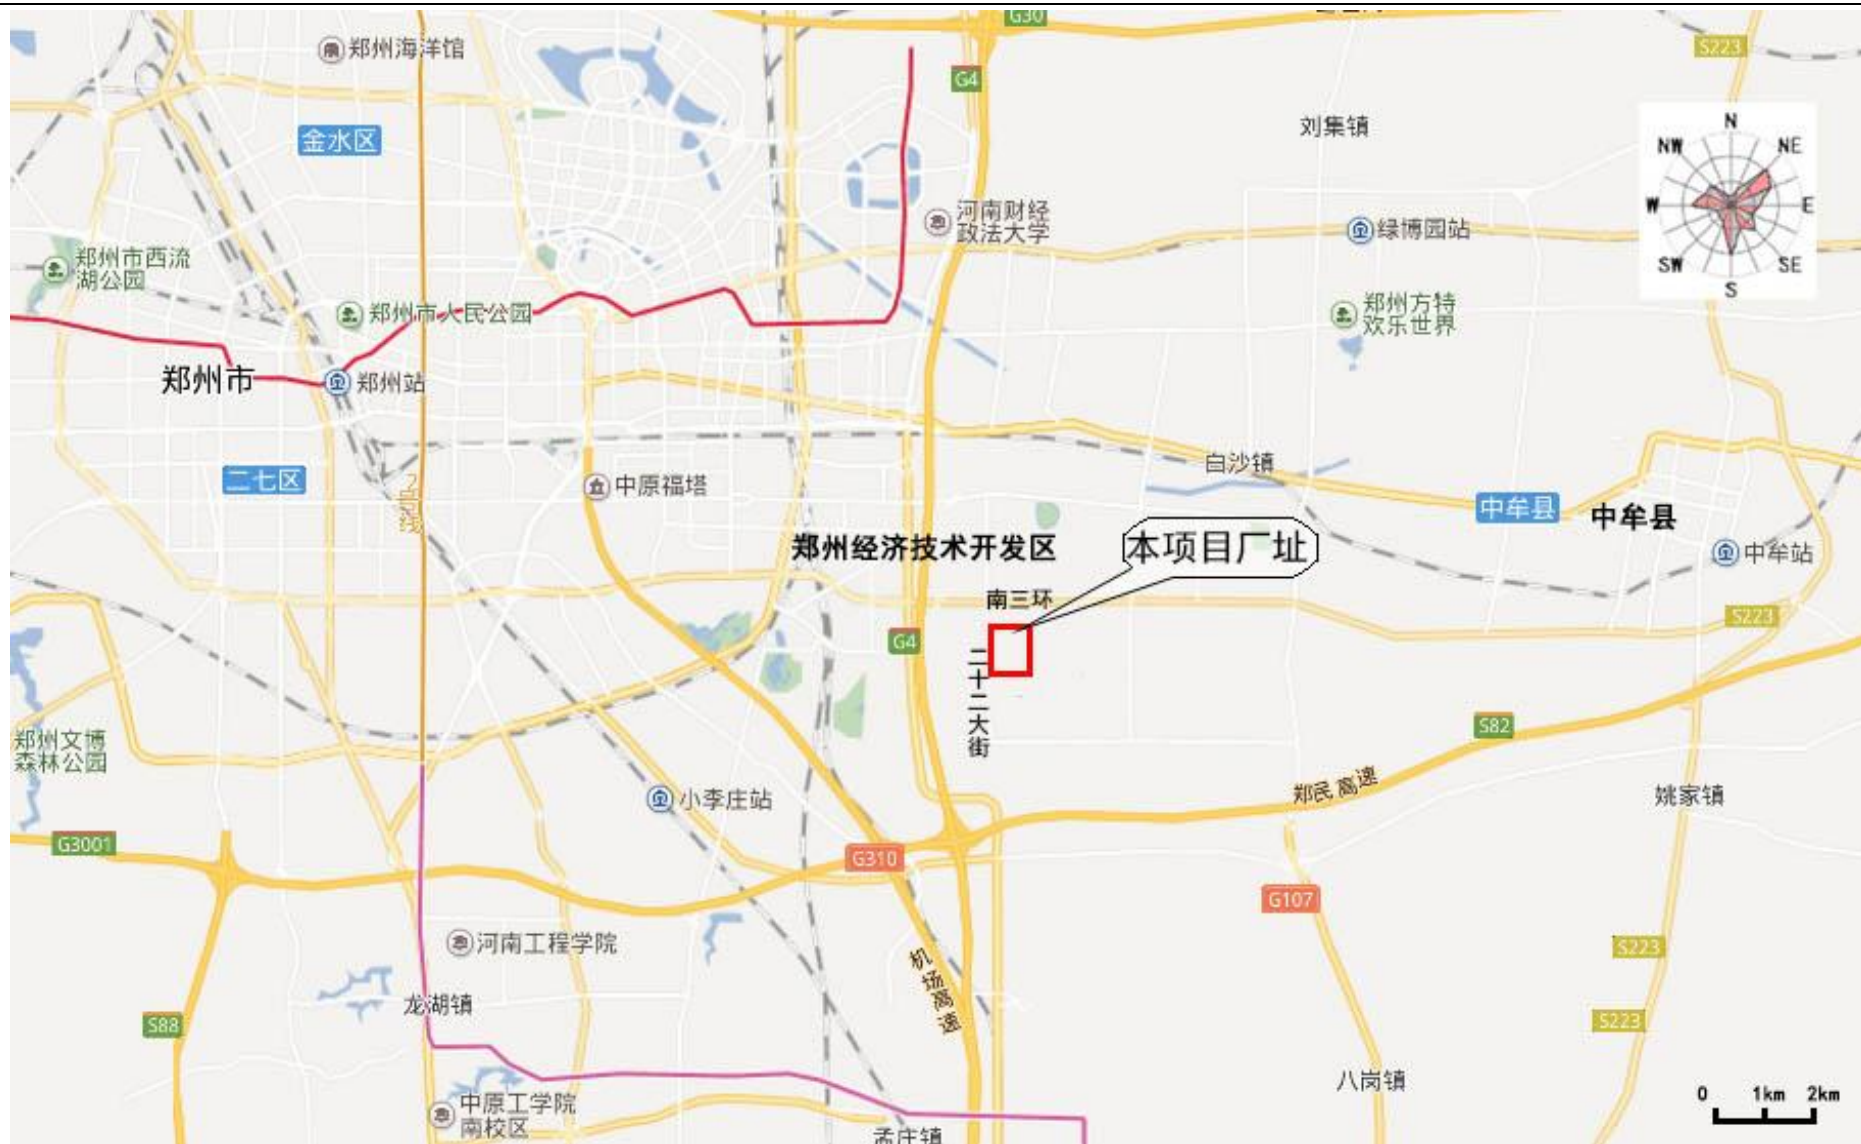 G30
郑州海洋馆
S223
G4
刘集镇
金水区
N
NW
NE
W
E
SW
SE
S
河南财经
政法大学
绿博园站
郑州市西流
湖公园
郑州市人民公园
郑州方特
欢乐世界
郑州市
郑州站
白沙镇
二七区
中原福塔
2号线
中牟县
中牟县
郑州经济技术开发区
本项目厂址
中牟站
南三环
S223
G4
二十二大街
S82
郑州文博
森林公园
郑民高速
小李庄站
姚家镇
G3001
G310
G107
河南工程学院
S223
机场高速
龙湖镇
S88
S223
八岗镇
0 1km 2km
中原工学院
南校区
孟庄镇